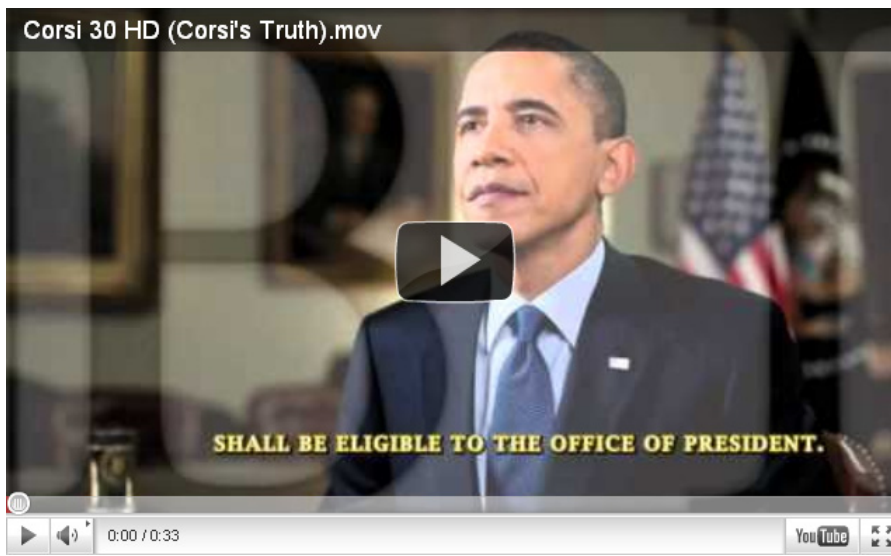 Corsi 30 HD (Corsi's Truth).mov
SHALL BE ELIGIBLE TO THE OFFICE OF PRESIDENT.
0:00 / 0:33
YouTube